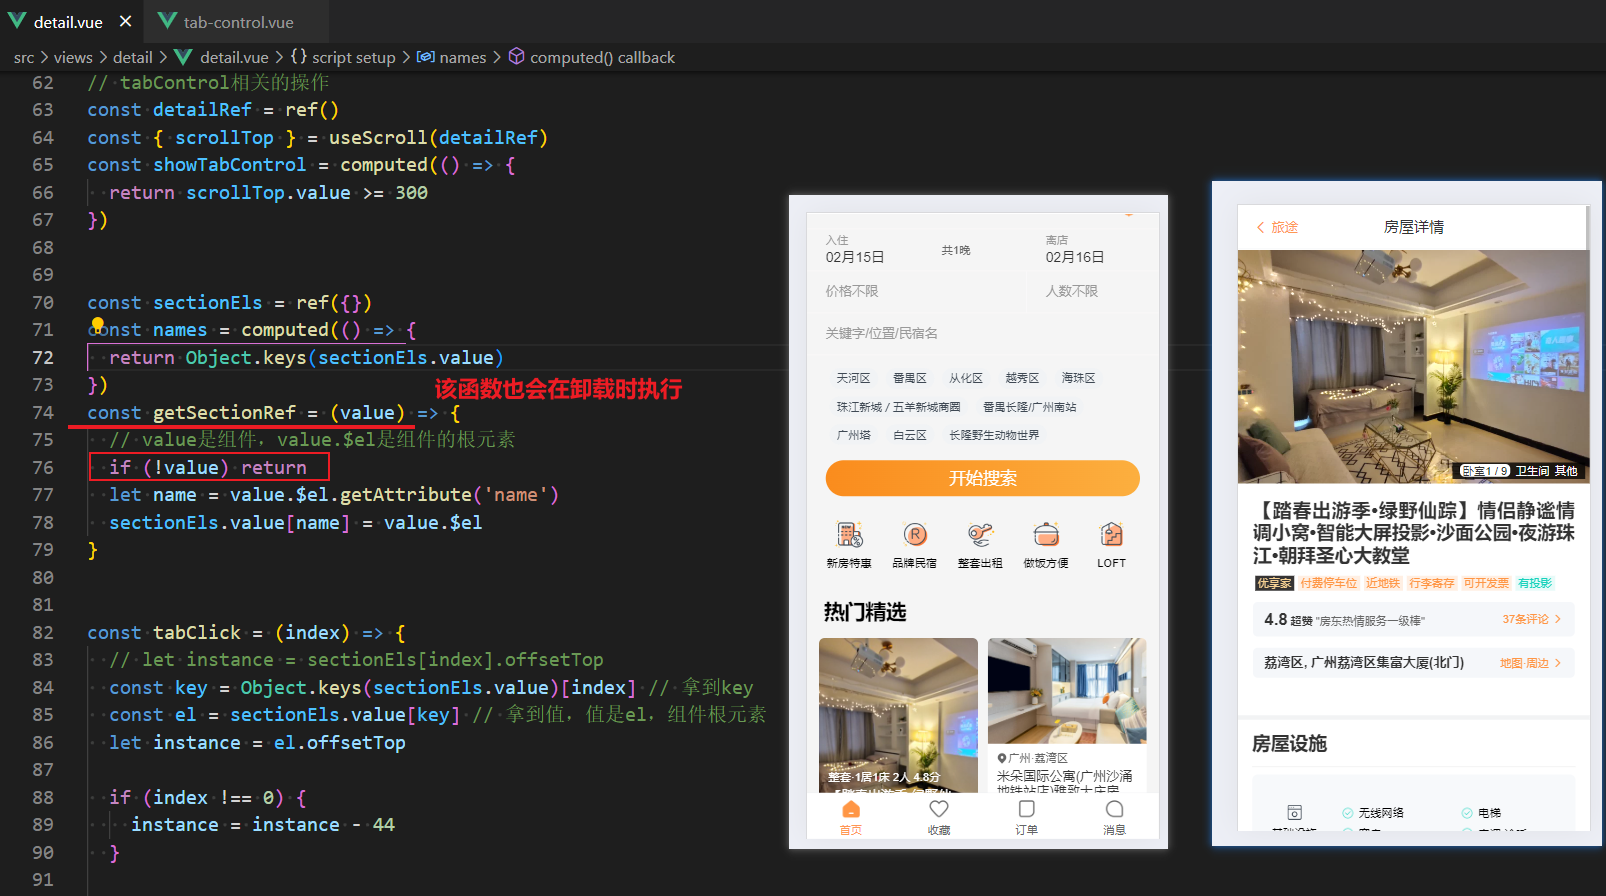 detail.vue
tab-control.vue
src > views > detail > detail.vue > {} script setup > names > computed() callback
62 // tabControl相关的操作
63 const detailRef = ref()
64 const { scrollTop } = useScroll(detailRef)
65 const showTabControl = computed(() => {
66 return scrollTop.value >= 300
67 })
68
69
70 const sectionEls = ref({})
71 const names = computed(() => {
72 return Object.keys(sectionEls.value)
73 })
该函数也会在卸载时执行
74 const getSectionRef = (value) => {
75 // value是组件，value.$el是组件的根元素
76 if (!value) return
77 let name = value.$el.getAttribute('name')
78 sectionEls.value[name] = value.$el
79 }
80
81
82 const tabClick = (index) => {
83 // let instance = sectionEls[index].offsetTop
84 const key = Object.keys(sectionEls.value)[index] // 拿到key
85 const el = sectionEls.value[key] // 拿到值，值是el，组件根元素
86 let instance = el.offsetTop
87
88 if (index !== 0) {
89 instance = instance - 44
90 }
91
入住 离店
02月15日 共1晚 02月16日
价格不限 人数不限
关键字/位置/民宿名
天河区 番禺区 从化区 越秀区 海珠区
珠江新城 / 五羊新城商圈 番禺长隆/广州南站
广州塔 白云区 长隆野生动物世界
开始搜索
新房特惠 品牌民宿 整套出租 做饭方便 LOFT
热门精选
整套·1居1床 2人 4.8分
广州·荔湾区
米朵国际公寓(广州沙涌
首页 收藏 订单 消息
旅途 房屋详情
卧室1 / 9 卫生间 其他
【踏春出游季•绿野仙踪】情侣静谧情
调小窝•智能大屏投影•沙面公园•夜游珠
江•朝拜圣心大教堂
优享家 付费停车位 近地铁 行李寄存 可开发票 有投影
4.8 超赞 "房东热情服务一级棒" 37条评论
荔湾区, 广州荔湾区集富大厦(北门) 地图·周边
房屋设施
无线网络 电梯